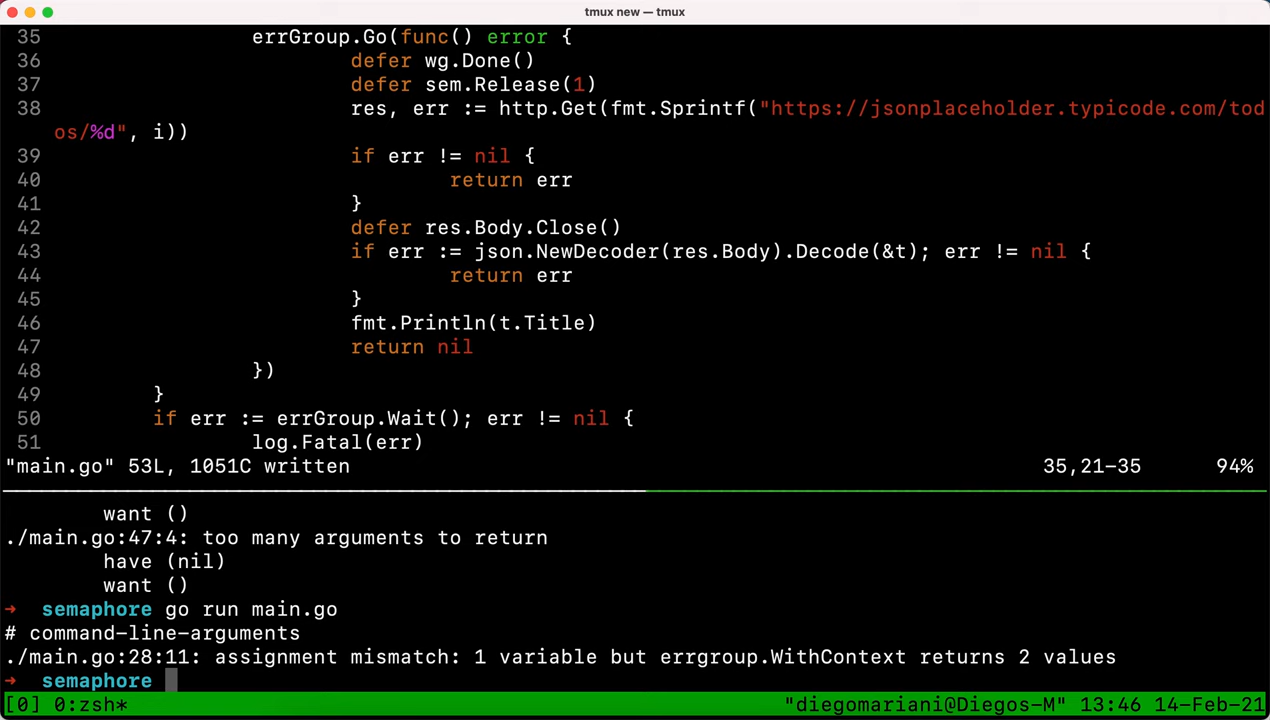 tmux new — tmux
35 errGroup.Go(func() error {
36 defer wg.Done()
37 defer sem.Release(1)
38 res, err := http.Get(fmt.Sprintf("https://jsonplaceholder.typicode.com/tod
os/%d", i))
39 if err != nil {
40 return err
41 }
42 defer res.Body.Close()
43 if err := json.NewDecoder(res.Body).Decode(&t); err != nil {
44 return err
45 }
46 fmt.Println(t.Title)
47 return nil
48 })
49 }
50 if err := errGroup.Wait(); err != nil {
51 log.Fatal(err)
"main.go" 53L, 1051C written 35,21-35 94%
want ()
./main.go:47:4: too many arguments to return
have (nil)
want ()
→ semaphore go run main.go
# command-line-arguments
./main.go:28:11: assignment mismatch: 1 variable but errgroup.WithContext returns 2 values
→ semaphore
[0] 0:zsh* "diegomariani@Diegos-M" 13:46 14-Feb-21